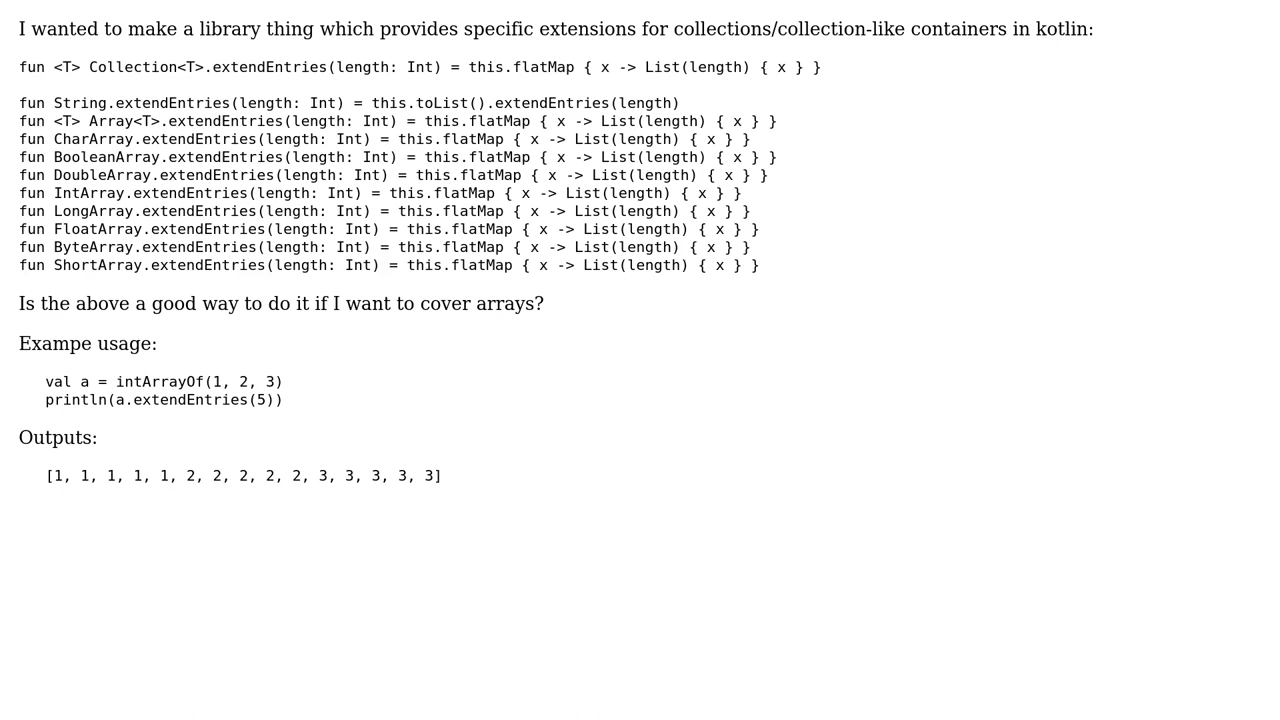 I wanted to make a library thing which provides specific extensions for collections/collection-like containers in kotlin:
fun <T> Collection<T>.extendEntries(length: Int) = this.flatMap { x -> List(length) { x } }
fun String.extendEntries(length: Int) = this.toList().extendEntries(length)
fun <T> Array<T>.extendEntries(length: Int) = this.flatMap { x -> List(length) { x } }
fun CharArray.extendEntries(length: Int) = this.flatMap { x -> List(length) { x } }
fun BooleanArray.extendEntries(length: Int) = this.flatMap { x -> List(length) { x } }
fun DoubleArray.extendEntries(length: Int) = this.flatMap { x -> List(length) { x } }
fun IntArray.extendEntries(length: Int) = this.flatMap { x -> List(length) { x } }
fun LongArray.extendEntries(length: Int) = this.flatMap { x -> List(length) { x } }
fun FloatArray.extendEntries(length: Int) = this.flatMap { x -> List(length) { x } }
fun ByteArray.extendEntries(length: Int) = this.flatMap { x -> List(length) { x } }
fun ShortArray.extendEntries(length: Int) = this.flatMap { x -> List(length) { x } }
Is the above a good way to do it if I want to cover arrays?
Exampe usage:
val a = intArrayOf(1, 2, 3)
println(a.extendEntries(5))
Outputs:
[1, 1, 1, 1, 1, 2, 2, 2, 2, 2, 3, 3, 3, 3, 3]